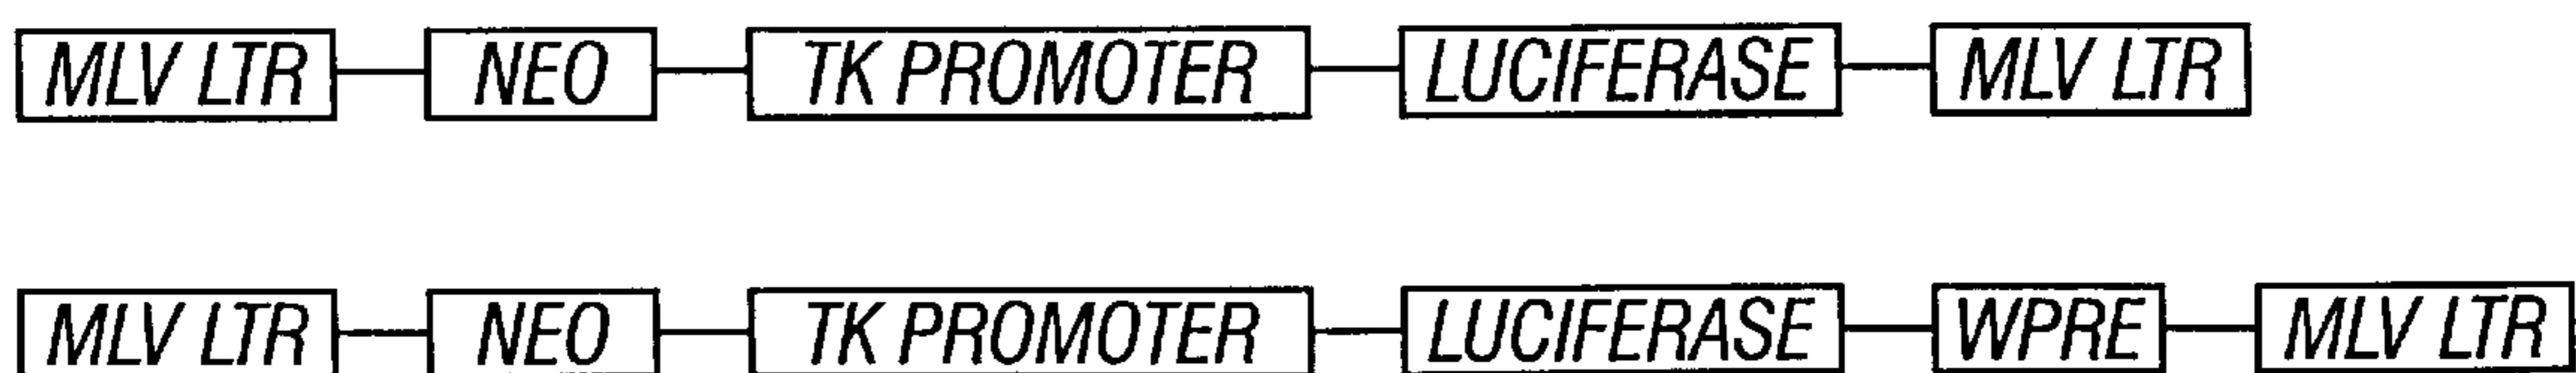 MLV LTR NEO TK PROMOTER LUCIFERASE MLV LTR
MLV LTR NEO TK PROMOTER LUCIFERASE WPRE MLV LTR